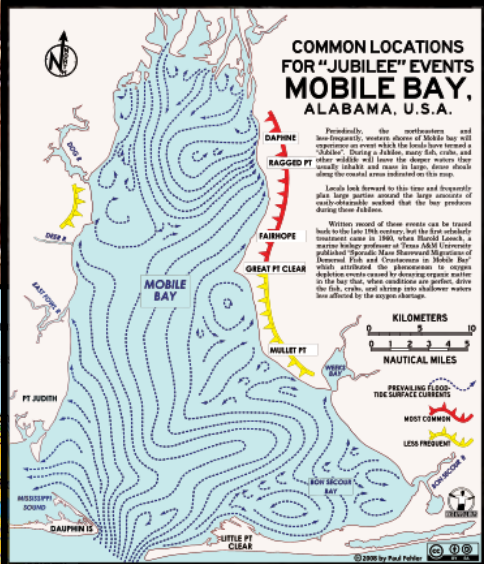 COMMON LOCATIONS
FOR "JUBILEE" EVENTS
MOBILE BAY,
ALABAMA, U.S.A.
Periodically, the northeastern and
less-frequently, western shores of Mobile bay will
experience an event which the locals have termed a
"Jubilee". During a Jubilee, many fish, crabs, and
other wildlife will leave the deeper waters they
usually inhabit and mass in large, dense shoals
along the coastal areas indicated on this map.
Locals look forward to this time and frequently
plan large parties around the large amounts of
easily-obtainable seafood that the bay produces
during these Jubilees.
Written record of these events can be traced
back to the late 19th century, but the first scholarly
treatment came in 1960, when Harold Loesch, a
marine biology professor at Texas A&M University
published "Sporadic Mass Shoreward Migrations of
Demersal Fish and Crustaceans in Mobile Bay"
which attributed the phenomenon to oxygen
depletion events caused by decaying organic matter
in the bay that, when conditions are perfect, drive
the fish, crabs, and shrimp into shallower waters
less affected by the oxygen shortage.
N
DOG R
DEER R
EAST FOWL R
PT JUDITH
MISSISSIPPI
SOUND
DAUPHIN IS
MOBILE
BAY
DAPHNE
RAGGED PT
FAIRHOPE
GREAT PT CLEAR
MULLET PT
WEEKS
BAY
BON SECOUR
BAY
BON SECOUR R
LITTLE PT
CLEAR
KILOMETERS
0 5 10
0 1 2 3 4 5
NAUTICAL MILES
PREVAILING FLOOD-
TIDE SURFACE CURRENTS
MOST COMMON
LESS FREQUENT
© 2008 by Paul Fehler